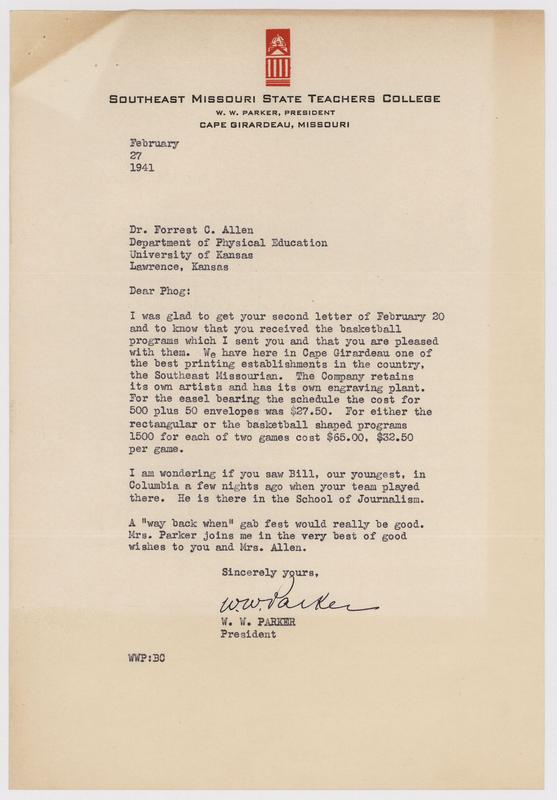 SOUTHEAST MISSOURI STATE TEACHERS COLLEGE
W. W. PARKER, PRESIDENT
CAPE GIRARDEAU, MISSOURI
February
27
1941
Dr. Forrest C. Allen
Department of Physical Education
University of Kansas
Lawrence, Kansas
Dear Phog:
I was glad to get your second letter of February 20
and to know that you received the basketball
programs which I sent you and that you are pleased
with them. We have here in Cape Girardeau one of
the best printing establishments in the country,
the Southeast Missourian. The Company retains
its own artists and has its own engraving plant.
For the easel bearing the schedule the cost for
500 plus 50 envelopes was $27.50. For either the
rectangular or the basketball shaped programs
1500 for each of two games cost $65.00, $32.50
per game.
I am wondering if you saw Bill, our youngest, in
Columbia a few nights ago when your team played
there. He is there in the School of Journalism.
A "way back when" gab fest would really be good.
Mrs. Parker joins me in the very best of good
wishes to you and Mrs. Allen.
Sincerely yours,
W. W. Parker
W. W. PARKER
President
WWP:BC